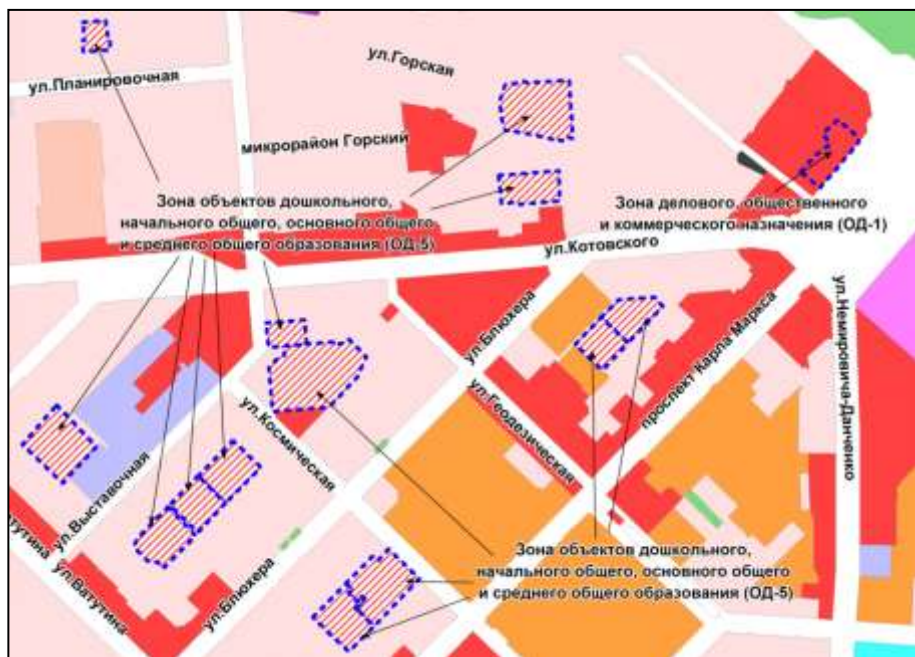 ул.Планировочная
ул.Горская
микрорайон Горский
Зона объектов дошкольного,
начального общего, основного общего
и среднего общего образования (ОД-5)
Зона делового, общественного
и коммерческого назначения (ОД-1)
ул.Котовского
ул.Блюхера
проспект Карла Маркса
ул.Немировича-Данченко
ул.Геодезическая
ул.Космическая
ул.Выставочная
ул.Ватутина
ул.Блюхера
Зона объектов дошкольного,
начального общего, основного общего
и среднего общего образования (ОД-5)